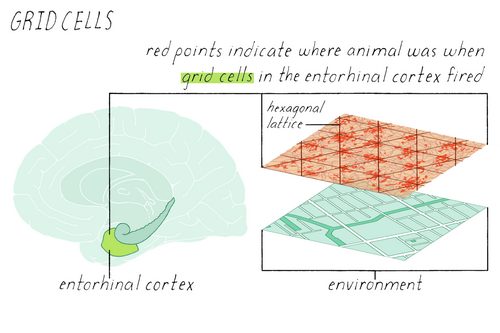 GRID CELLS
red points indicate where animal was when
grid cells in the entorhinal cortex fired
hexagonal
lattice
entorhinal cortex
environment